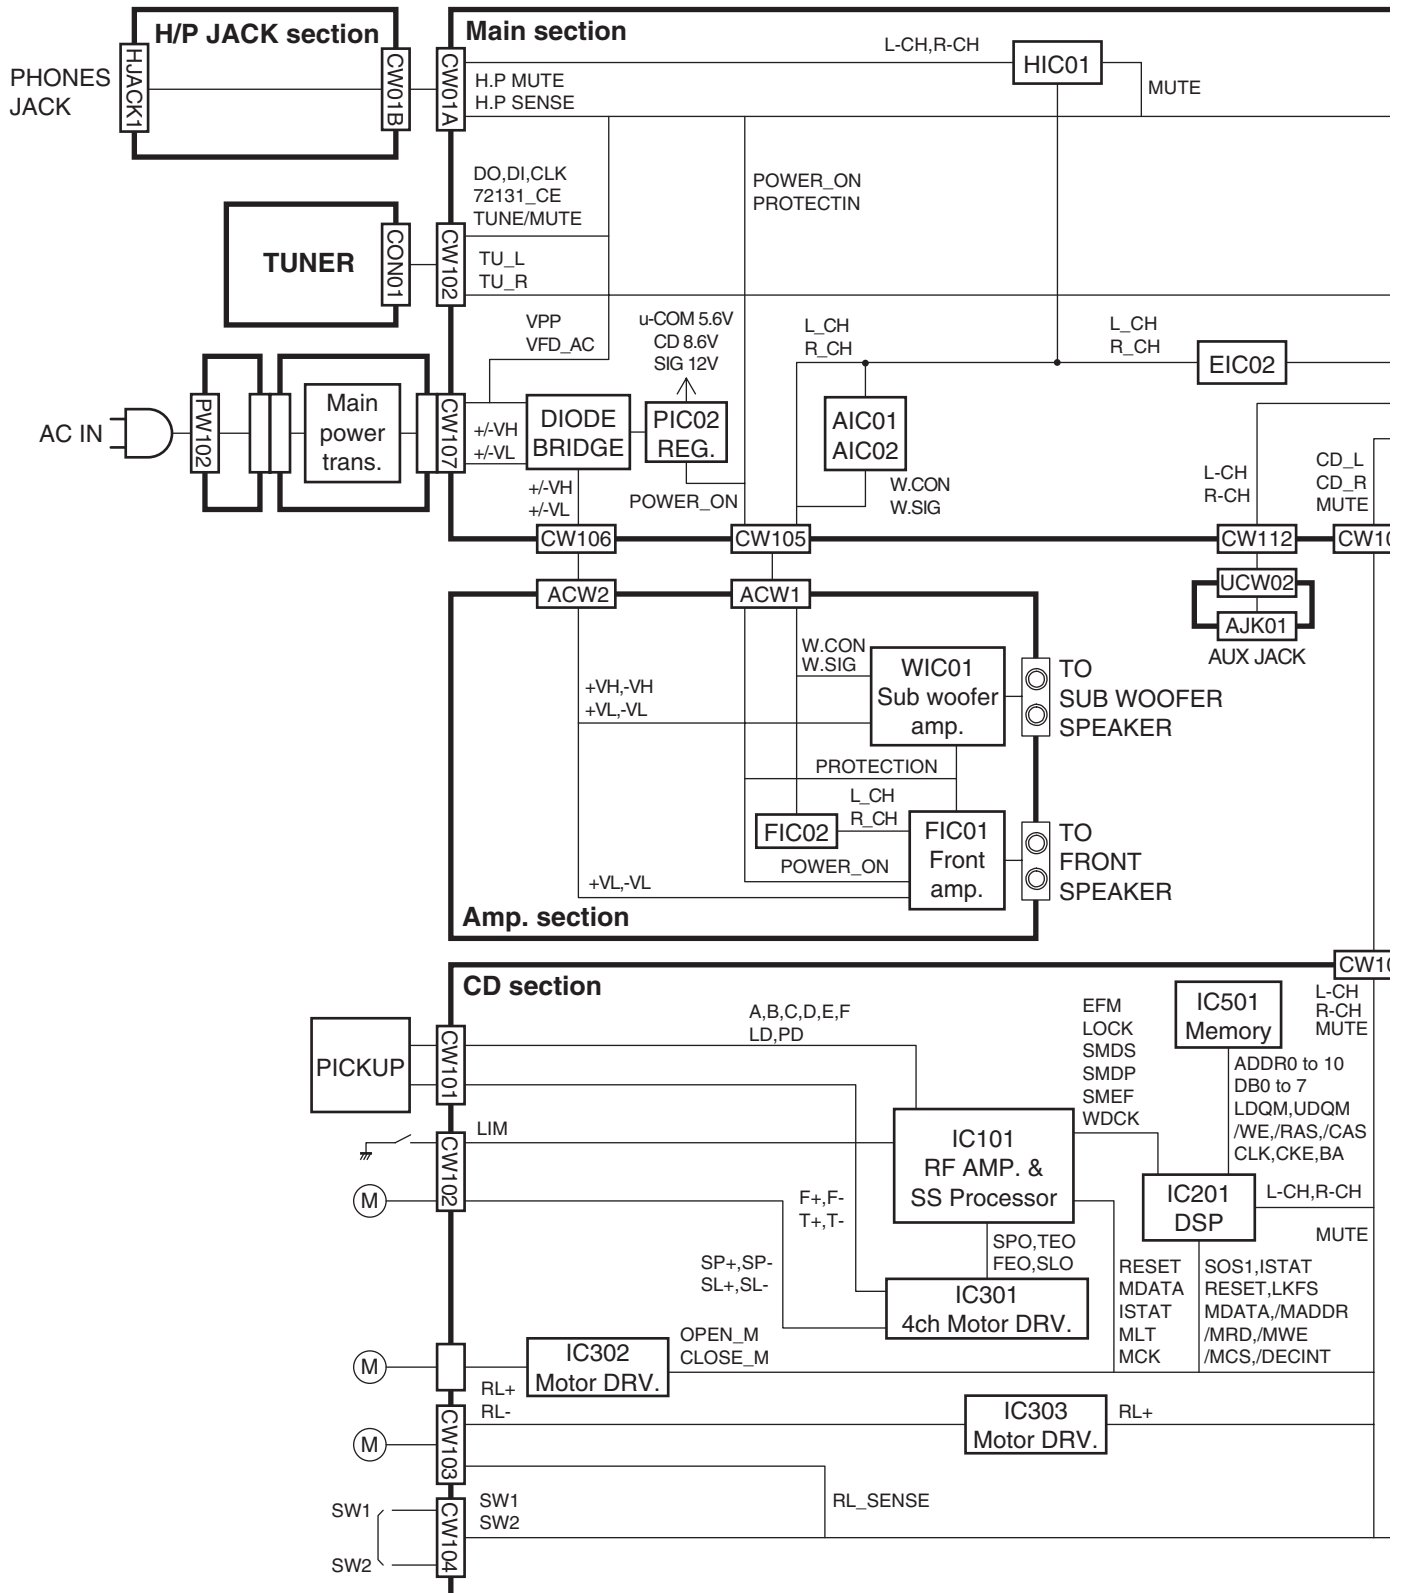 H/P JACK section
HJACK1
CW01B
PHONES
JACK
Main section
CW01A
L-CH,R-CH
HIC01
MUTE
H.P MUTE
H.P SENSE
DO,DI,CLK
72131_CE
TUNE/MUTE
POWER_ON
PROTECTIN
TUNER
CON01
CW102
TU_L
TU_R
VPP
VFD_AC
u-COM 5.6V
CD 8.6V
SIG 12V
L_CH
R_CH
L_CH
R_CH
EIC02
AC IN
PW102
Main
power
trans.
CW107
+/-VH
+/-VL
DIODE
BRIDGE
PIC02
REG.
AIC01
AIC02
+/-VH
+/-VL
POWER_ON
W.CON
W.SIG
L-CH
R-CH
CD_L
CD_R
MUTE
CW106
CW105
CW112
CW10
ACW2
ACW1
UCW02
AJK01
AUX JACK
W.CON
W.SIG
WIC01
Sub woofer
amp.
TO
SUB WOOFER
SPEAKER
+VH,-VH
+VL,-VL
PROTECTION
L_CH
R_CH
FIC02
FIC01
Front
amp.
TO
FRONT
SPEAKER
POWER_ON
+VL,-VL
Amp. section
CW10
CD section
A,B,C,D,E,F
LD,PD
EFM
LOCK
SMDS
SMDP
SMEF
WDCK
IC501
Memory
L-CH
R-CH
MUTE
PICKUP
CW101
ADDR0 to 10
DB0 to 7
LDQM,UDQM
/WE,/RAS,/CAS
CLK,CKE,BA
LIM
CW102
M
IC101
RF AMP. &
SS Processor
IC201
DSP
L-CH,R-CH
MUTE
F+,F-
T+,T-
SP+,SP-
SL+,SL-
SPO,TEO
FEO,SLO
IC301
4ch Motor DRV.
RESET
MDATA
ISTAT
MLT
MCK
SOS1,ISTAT
RESET,LKFS
MDATA,/MADDR
/MRD,/MWE
/MCS,/DECINT
M
IC302
Motor DRV.
OPEN_M
CLOSE_M
RL+
RL-
IC303
Motor DRV.
RL+
M
CW103
RL_SENSE
SW1
SW2
CW104
SW1
SW2